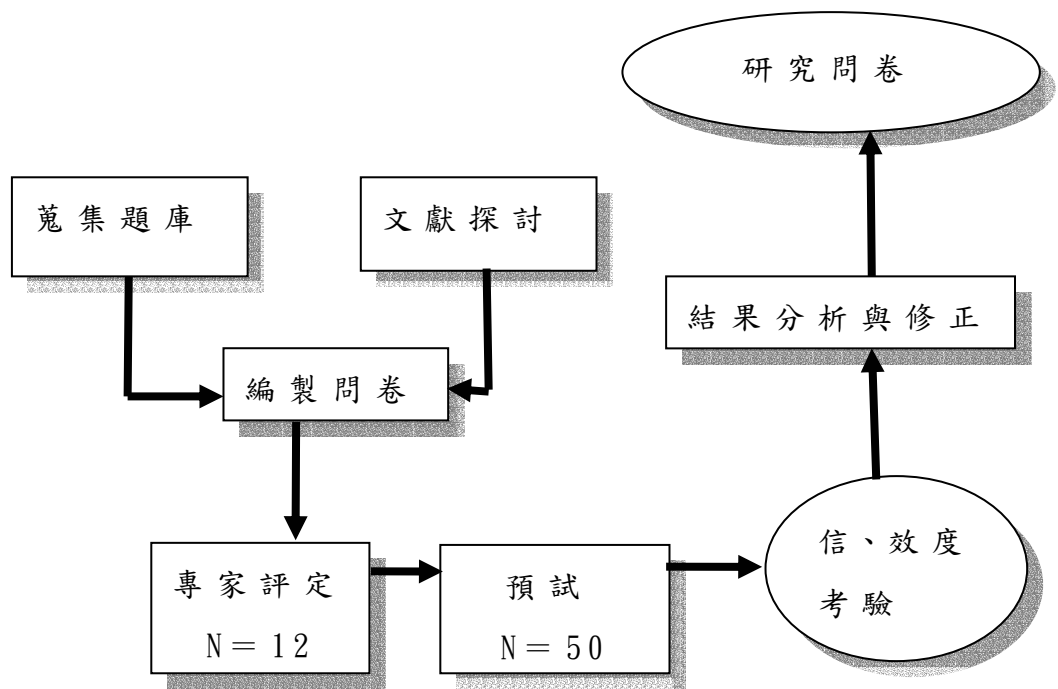 研究問卷
蒐集題庫
文獻探討
編製問卷
結果分析與修正
專家評定
N＝12
預試
N＝50
信、效度
考驗